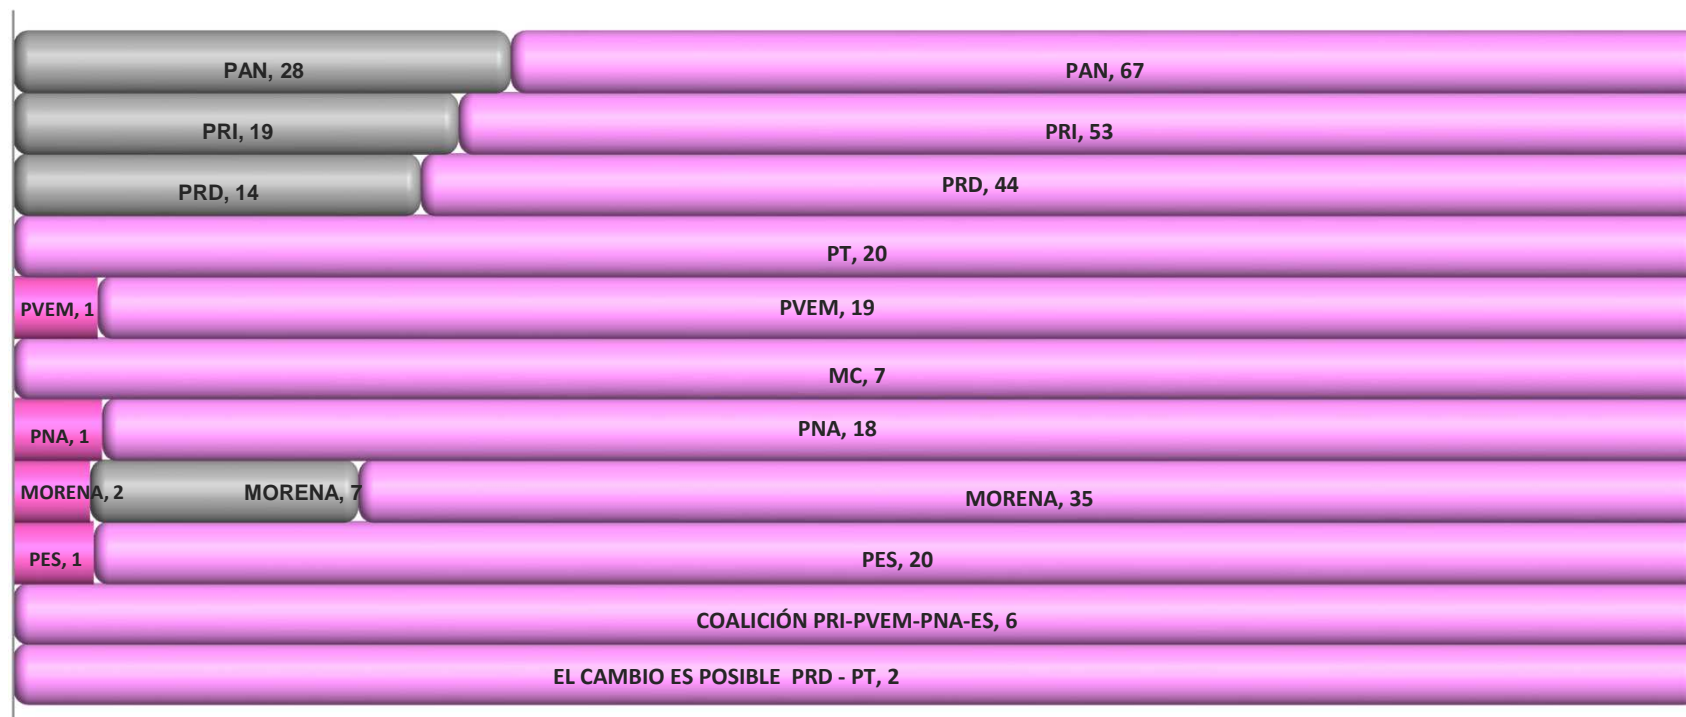 PAN, 28 PAN, 67
PRI, 19 PRI, 53
PRD, 14 PRD, 44
PT, 20
PVEM, 1 PVEM, 19
MC, 7
PNA, 1 PNA, 18
MORENA, 2 MORENA, 7 MORENA, 35
PES, 1 PES, 20
COALICIÓN PRI-PVEM-PNA-ES, 6
EL CAMBIO ES POSIBLE PRD - PT, 2